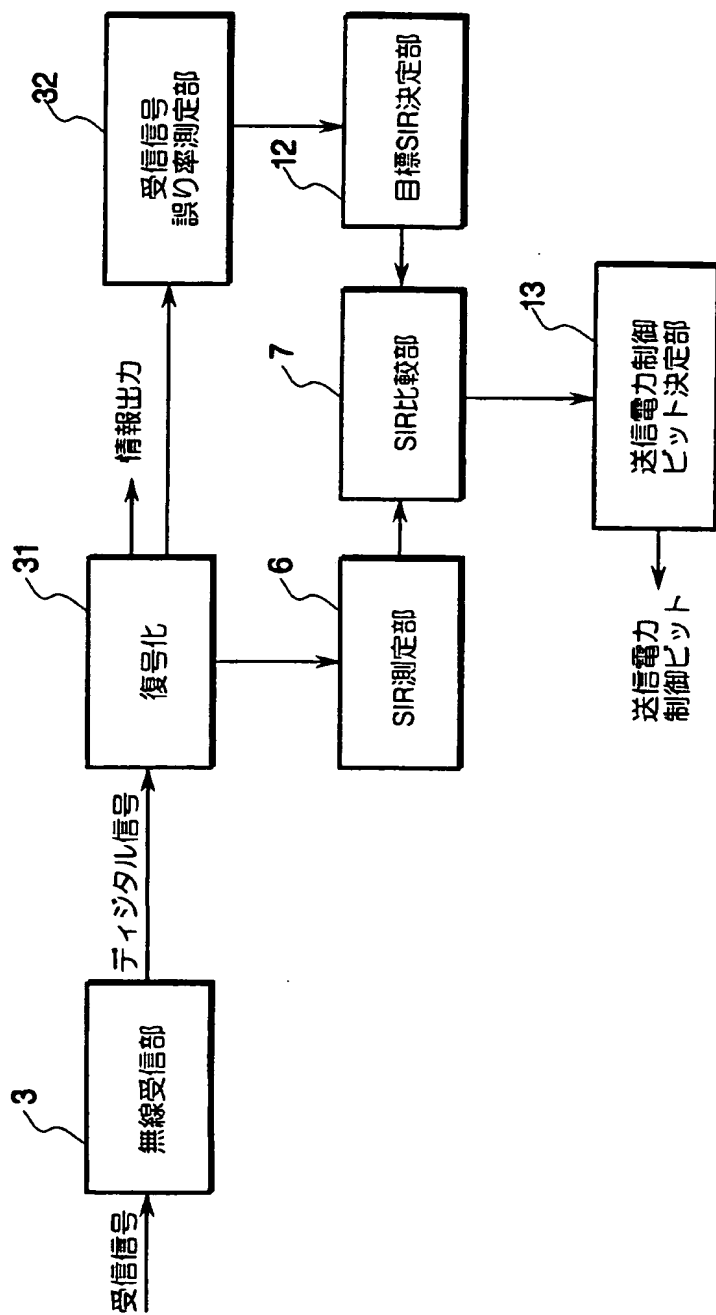 受信信号
3
無線受信部
ディジタル信号
31
復号化
情報出力
32
受信信号
誤り率測定部
6
SIR測定部
7
SIR比較部
12
目標SIR決定部
13
送信電力制御
ビット決定部
送信電力
制御ビット